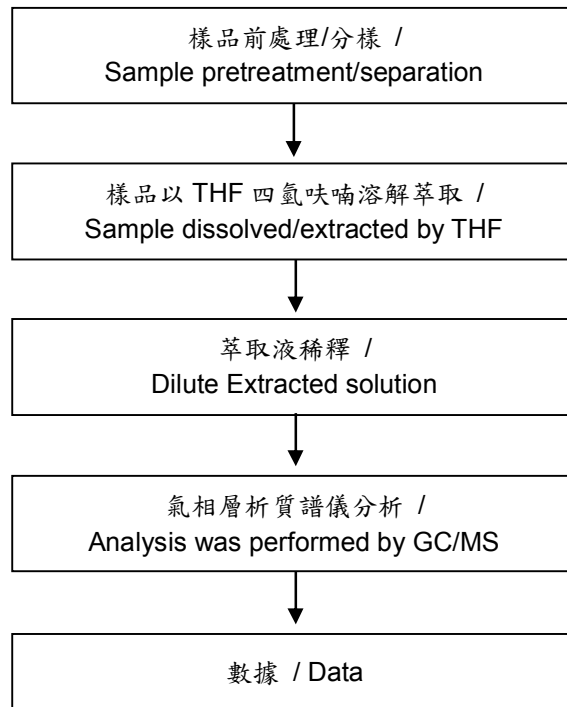 樣品前處理/分樣 /
Sample pretreatment/separation
樣品以 THF 四氫呋喃溶解萃取 /
Sample dissolved/extracted by THF
萃取液稀釋 /
Dilute Extracted solution
氣相層析質譜儀分析 /
Analysis was performed by GC/MS
數據 / Data